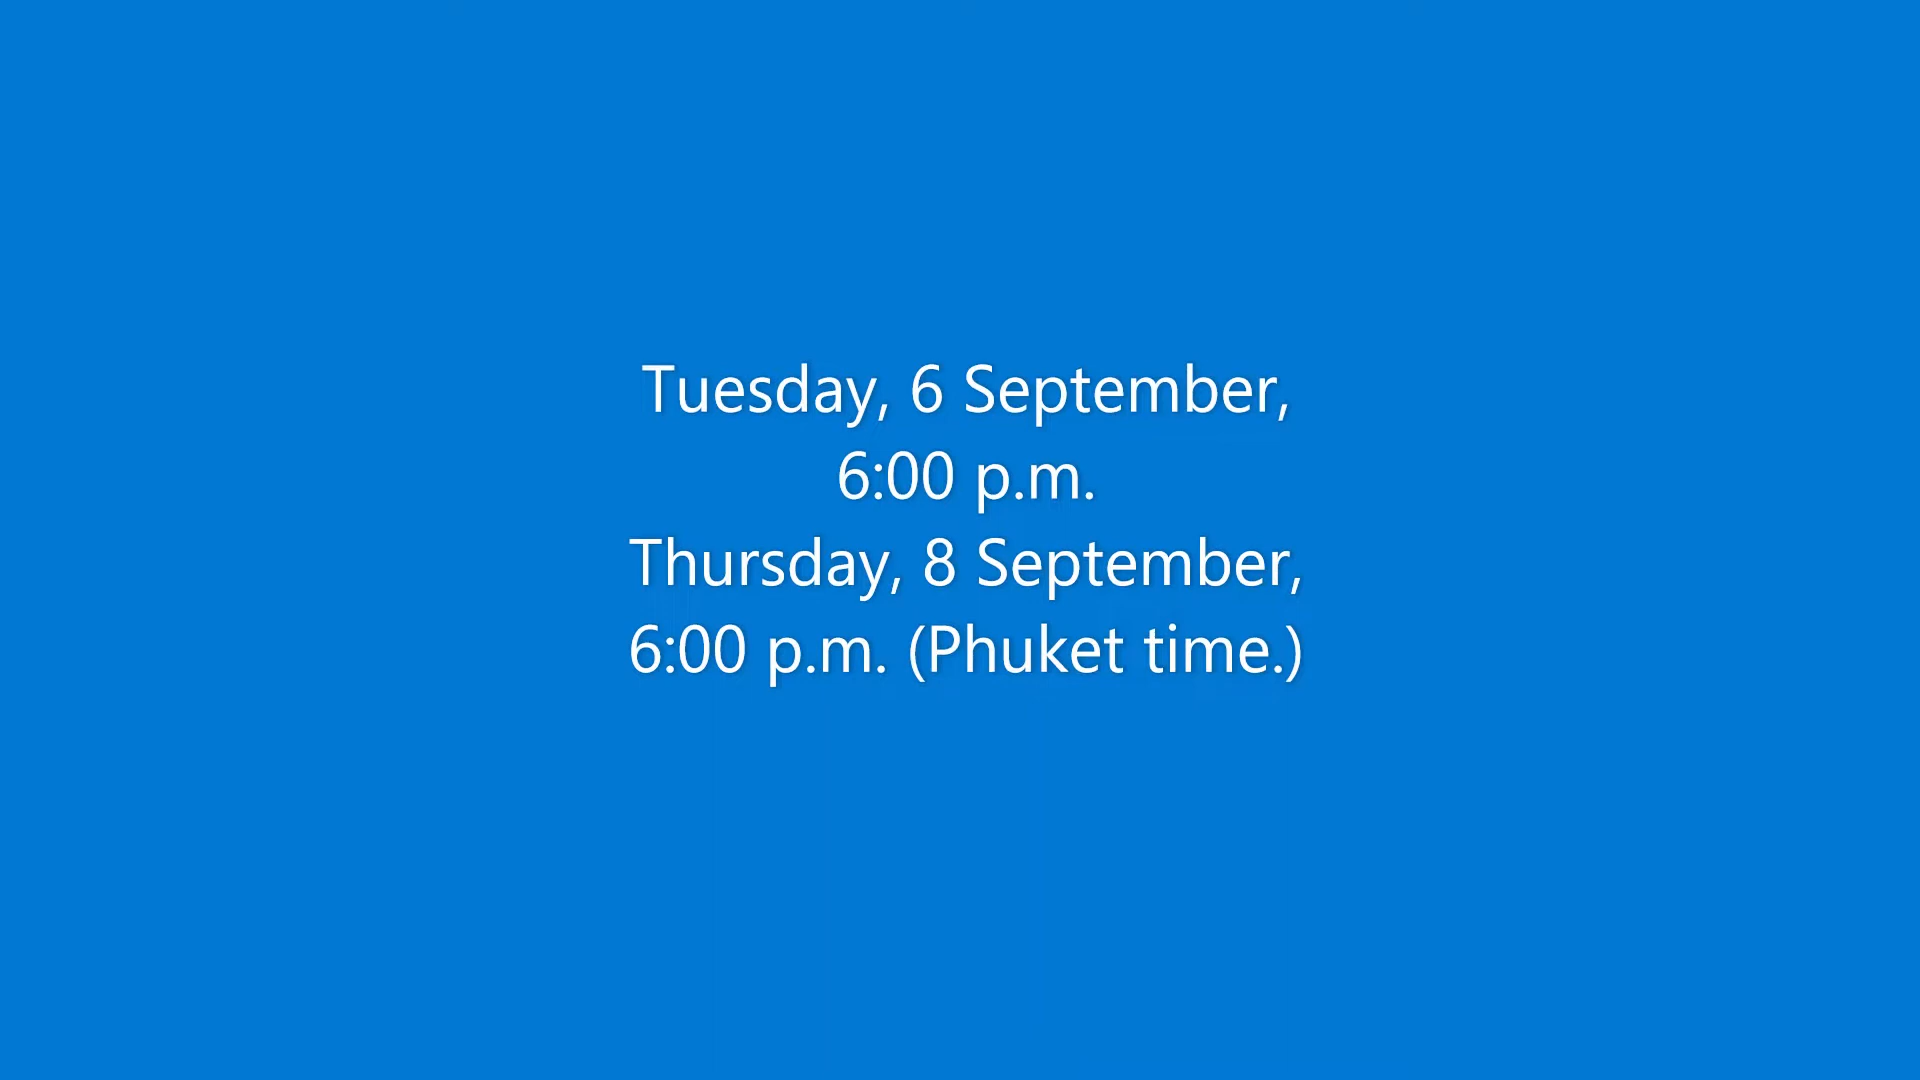 Tuesday, 6 September,
6:00 p.m.
Thursday, 8 September,
6:00 p.m. (Phuket time.)